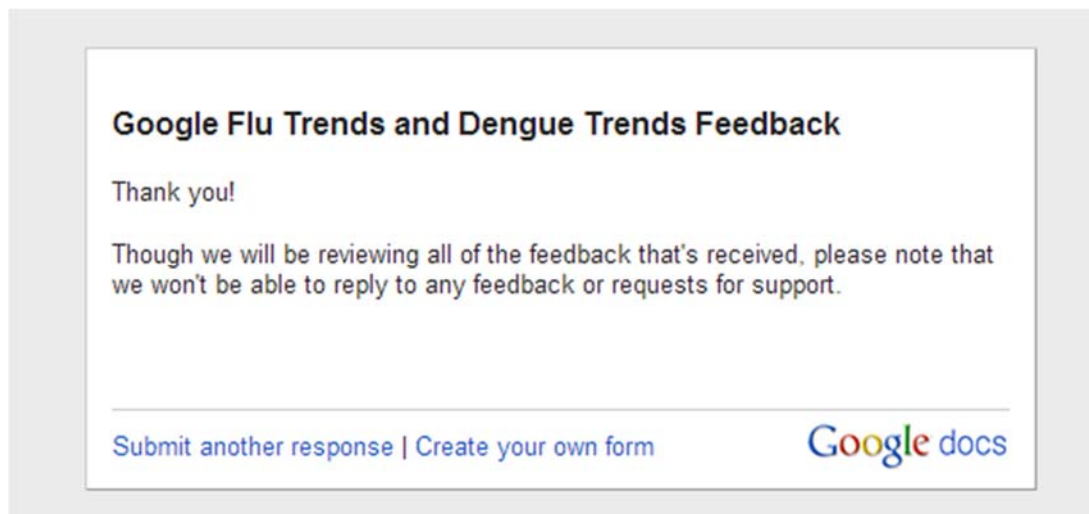 Google Flu Trends and Dengue Trends Feedback
Thank you!
Though we will be reviewing all of the feedback that's received, please note that
we won't be able to reply to any feedback or requests for support.
Submit another response | Create your own form
Google docs